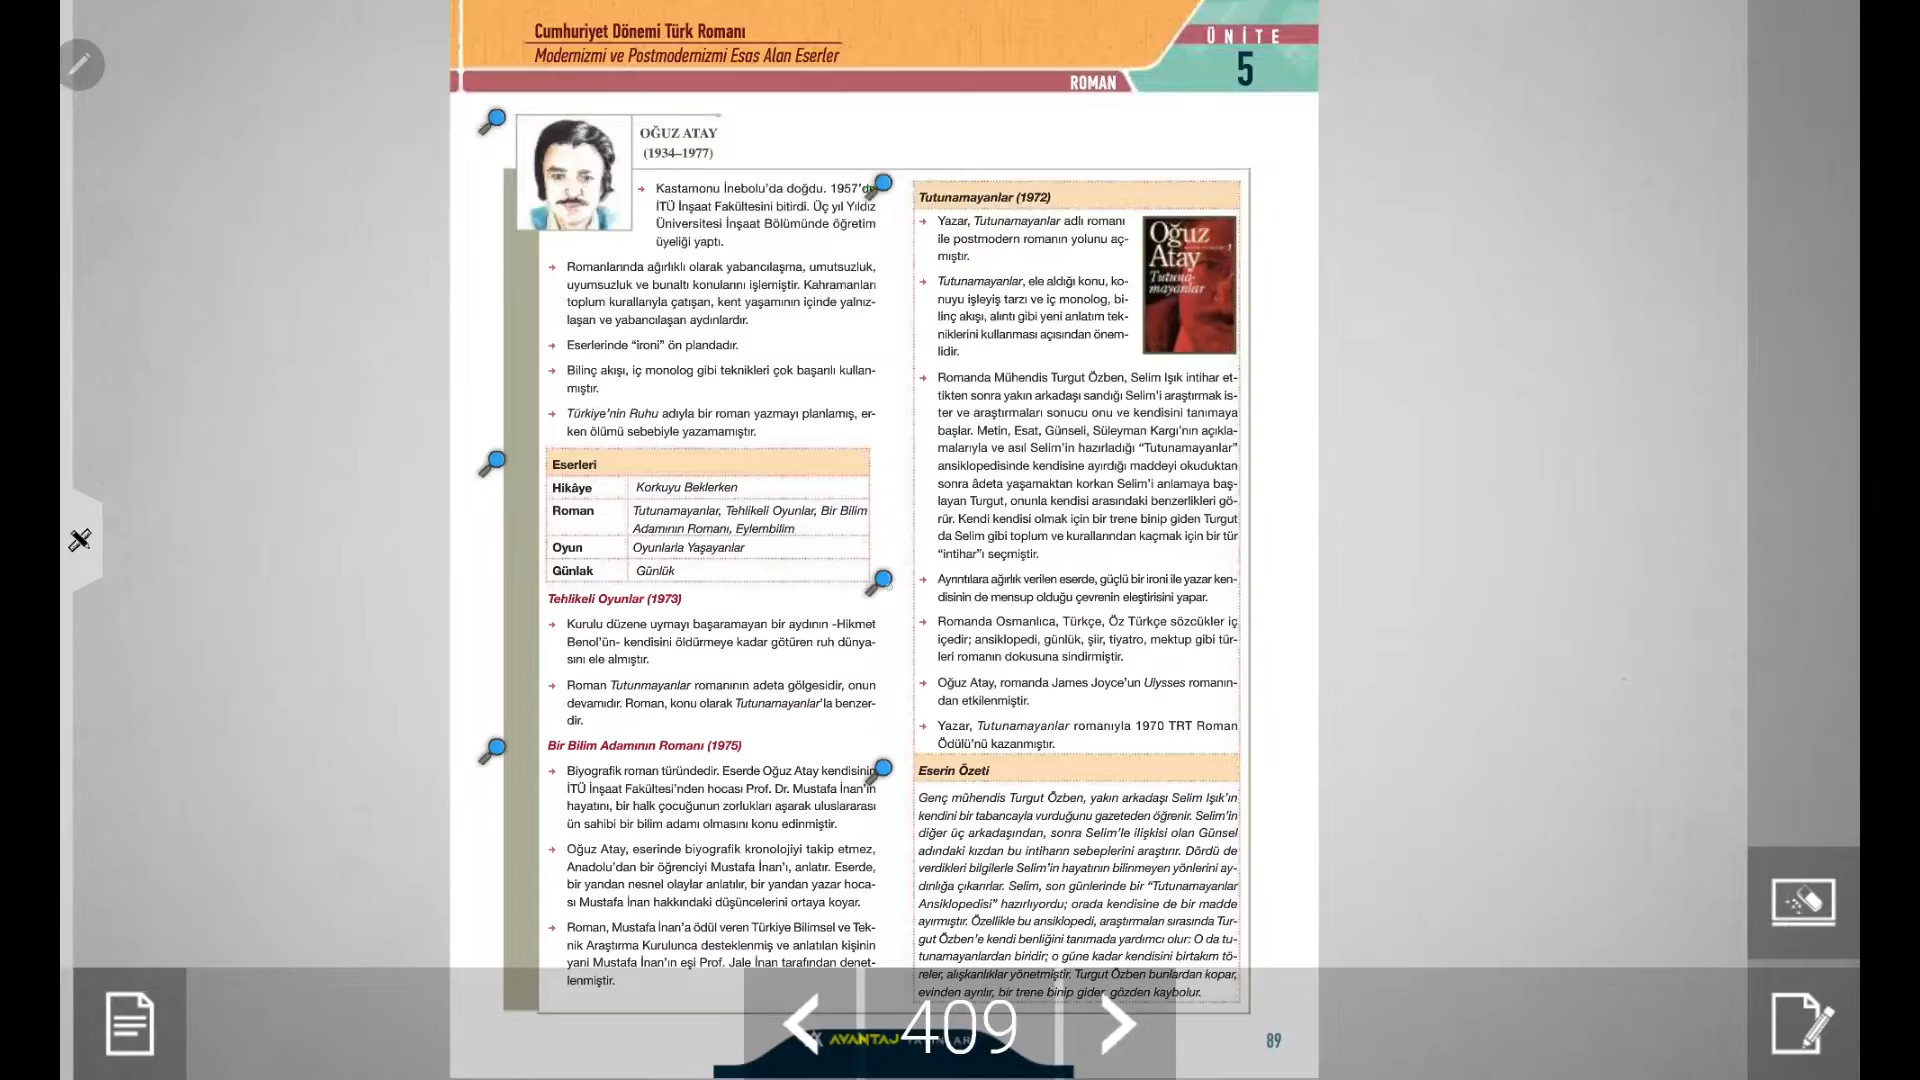 Cumhuriyet Dönemi Türk Romanı
Modernizmi ve Postmodernizmi Esas Alan Eserler
ÜNİTE
5
ROMAN
OĞUZ ATAY
(1934–1977)
Kastamonu İnebolu’da doğdu. 1957’de
İTÜ İnşaat Fakültesini bitirdi. Üç yıl Yıldız
Üniversitesi İnşaat Bölümünde öğretim
üyeliği yaptı.
Romanlarında ağırlıklı olarak yabancılaşma, umutsuzluk,
uyumsuzluk ve bunaltı konularını işlemiştir. Kahramanları
toplum kurallarıyla çatışan, kent yaşamının içinde yalnız-
laşan ve yabancılaşan aydınlardır.
Eserlerinde “ironi” ön plandadır.
Bilinç akışı, iç monolog gibi teknikleri çok başarılı kullan-
mıştır.
Türkiye’nin Ruhu adıyla bir roman yazmayı planlamış, er-
ken ölümü sebebiyle yazamamıştır.
Eserleri
Hikâye Korkuyu Beklerken
Roman Tutunamayanlar, Tehlikeli Oyunlar, Bir Bilim
Adamının Romanı, Eylembilim
Oyun Oyunlarla Yaşayanlar
Günlak Günlük
Tehlikeli Oyunlar (1973)
Kurulu düzene uymayı başaramayan bir aydının -Hikmet
Benol’ün- kendisini öldürmeye kadar götüren ruh dünya-
sını ele almıştır.
Roman Tutunmayanlar romanının adeta gölgesidir, onun
devamıdır. Roman, konu olarak Tutunamayanlar’la benzer-
dir.
Bir Bilim Adamının Romanı (1975)
Biyografik roman türündedir. Eserde Oğuz Atay kendisinin
İTÜ İnşaat Fakültesi’nden hocası Prof. Dr. Mustafa İnan’ın
hayatını, bir halk çocuğunun zorlukları aşarak uluslararası
ün sahibi bir bilim adamı olmasını konu edinmiştir.
Oğuz Atay, eserinde biyografik kronolojiyi takip etmez,
Anadolu’dan bir öğrenciyi Mustafa İnan’ı, anlatır. Eserde,
bir yandan nesnel olaylar anlatılır, bir yandan yazar hoca-
sı Mustafa İnan hakkındaki düşüncelerini ortaya koyar.
Roman, Mustafa İnan’a ödül veren Türkiye Bilimsel ve Tek-
nik Araştırma Kurulunca desteklenmiş ve anlatılan kişinin
yani Mustafa İnan’ın eşi Prof. Jale İnan tarafından denet-
lenmiştir.
Tutunamayanlar (1972)
Yazar, Tutunamayanlar adlı romanı
ile postmodern romanın yolunu aç-
mıştır.
Tutunamayanlar, ele aldığı konu, ko-
nuyu işleyiş tarzı ve iç monolog, bi-
linç akışı, alıntı gibi yeni anlatım tek-
niklerini kullanması açısından önem-
lidir.
Oğuz
Atay
Tutuna-
mayanlar
Romanda Mühendis Turgut Özben, Selim Işık intihar et-
tikten sonra yakın arkadaşı sandığı Selim’i araştırmak is-
ter ve araştırmaları sonucu onu ve kendisini tanımaya
başlar. Metin, Esat, Günseli, Süleyman Kargı’nın açıkla-
malarıyla ve asıl Selim’in hazırladığı “Tutunamayanlar”
ansiklopedisinde kendisine ayırdığı maddeyi okuduktan
sonra âdeta yaşamaktan korkan Selim’i anlamaya baş-
layan Turgut, onunla kendisi arasındaki benzerlikleri gö-
rür. Kendi kendisi olmak için bir trene binip giden Turgut
da Selim gibi toplum ve kurallarından kaçmak için bir tür
“intihar”ı seçmiştir.
Ayrıntılara ağırlık verilen eserde, güçlü bir ironi ile yazar ken-
disinin de mensup olduğu çevrenin eleştirisini yapar.
Romanda Osmanlıca, Türkçe, Öz Türkçe sözcükler iç
içedir; ansiklopedi, günlük, şiir, tiyatro, mektup gibi tür-
leri romanın dokusuna sindirmiştir.
Oğuz Atay, romanda James Joyce’un Ulysses romanın-
dan etkilenmiştir.
Yazar, Tutunamayanlar romanıyla 1970 TRT Roman
Ödülü’nü kazanmıştır.
Eserin Özeti
Genç mühendis Turgut Özben, yakın arkadaşı Selim Işık’ın
kendini bir tabancayla vurduğunu gazeteden öğrenir. Selim’in
diğer üç arkadaşından, sonra Selim’le ilişkisi olan Günsel
adındaki kızdan bu intiharın sebeplerini araştırır. Dördü de
verdikleri bilgilerle Selim’in hayatının bilinmeyen yönlerini ay-
dınlığa çıkarırlar. Selim, son günlerinde bir “Tutunamayanlar
Ansiklopedisi” hazırlıyordu; orada kendisine de bir madde
ayırmıştır. Özellikle bu ansiklopedi, araştırmaları sırasında Tur-
gut Özben’e kendi benliğini tanımada yardımcı olur: O da tu-
tunamayanlardan biridir; o güne kadar kendisini birtakım tö-
reler, alışkanlıklar yönetmiştir. Turgut Özben bunlardan kopar,
evinden ayrılır, bir trene binip gider, gözden kaybolur.
409
AVANTAJ
89